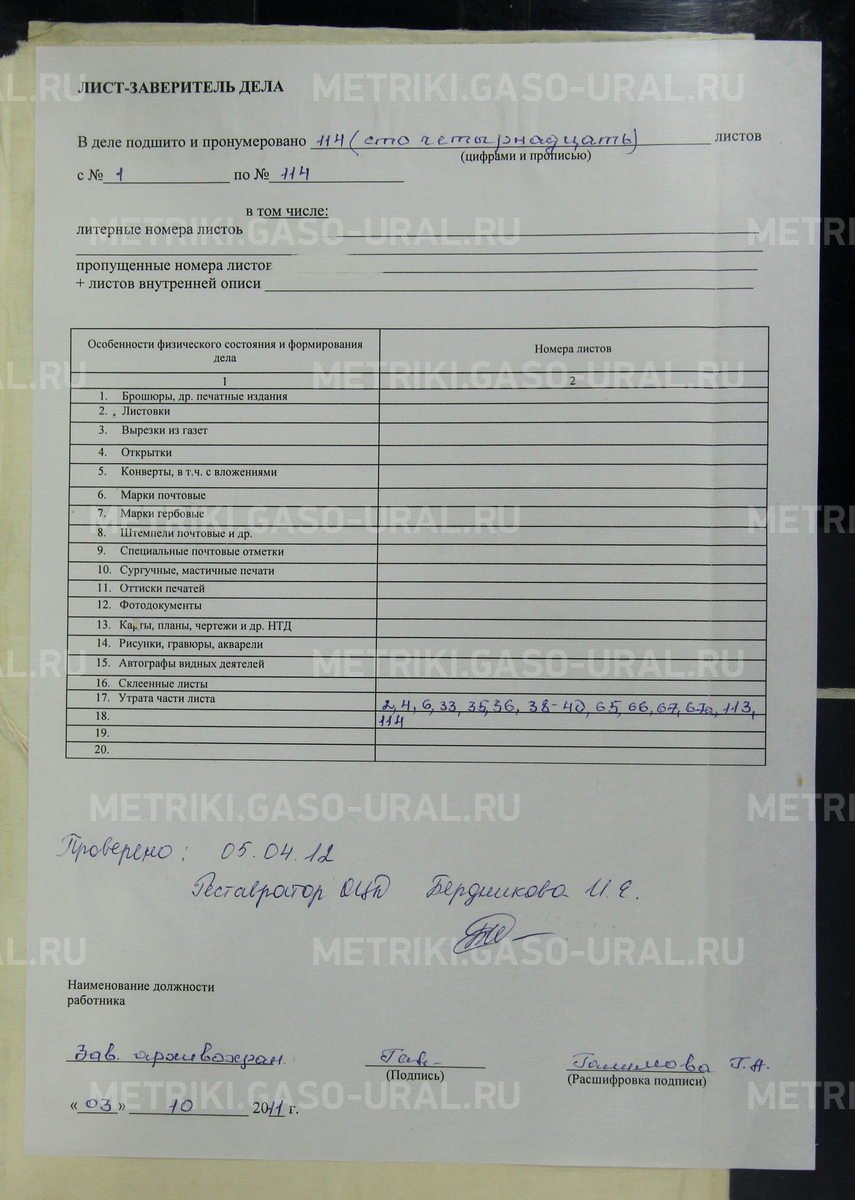 ЛИСТ-ЗАВЕРИТЕЛЬ ДЕЛА
В деле подшито и пронумеровано 114 (сто четырнадцать) листов
(цифрами и прописью)
с № 1 по № 114
в том числе:
литерные номера листов
пропущенные номера листов
+ листов внутренней описи
Особенности физического состояния и формирования дела Номера листов
1 2
1. Брошюры, др. печатные издания
2. Листовки
3. Вырезки из газет
4. Открытки
5. Конверты, в т.ч. с вложениями
6. Марки почтовые
7. Марки гербовые
8. Штемпели почтовые и др.
9. Специальные почтовые отметки
10. Сургучные, мастичные печати
11. Оттиски печатей
12. Фотодокументы
13. Карты, планы, чертежи и др. НТД
14. Рисунки, гравюры, акварели
15. Автографы видных деятелей
16. Склеенные листы
17. Утрата части листа 2, 4, 6, 33, 35, 36, 38-40, 65, 66, 67, 67а, 113,
18. 114
19.
20.
Проверено: 05.04.12
Реставратор ОЦД Бердникова И.Е.
Наименование должности
работника
Зав. архивохран
(Подпись) (Расшифровка подписи)
Г.А.
«03» 10 2011 г.
METRIKI.GASO-URAL.RU